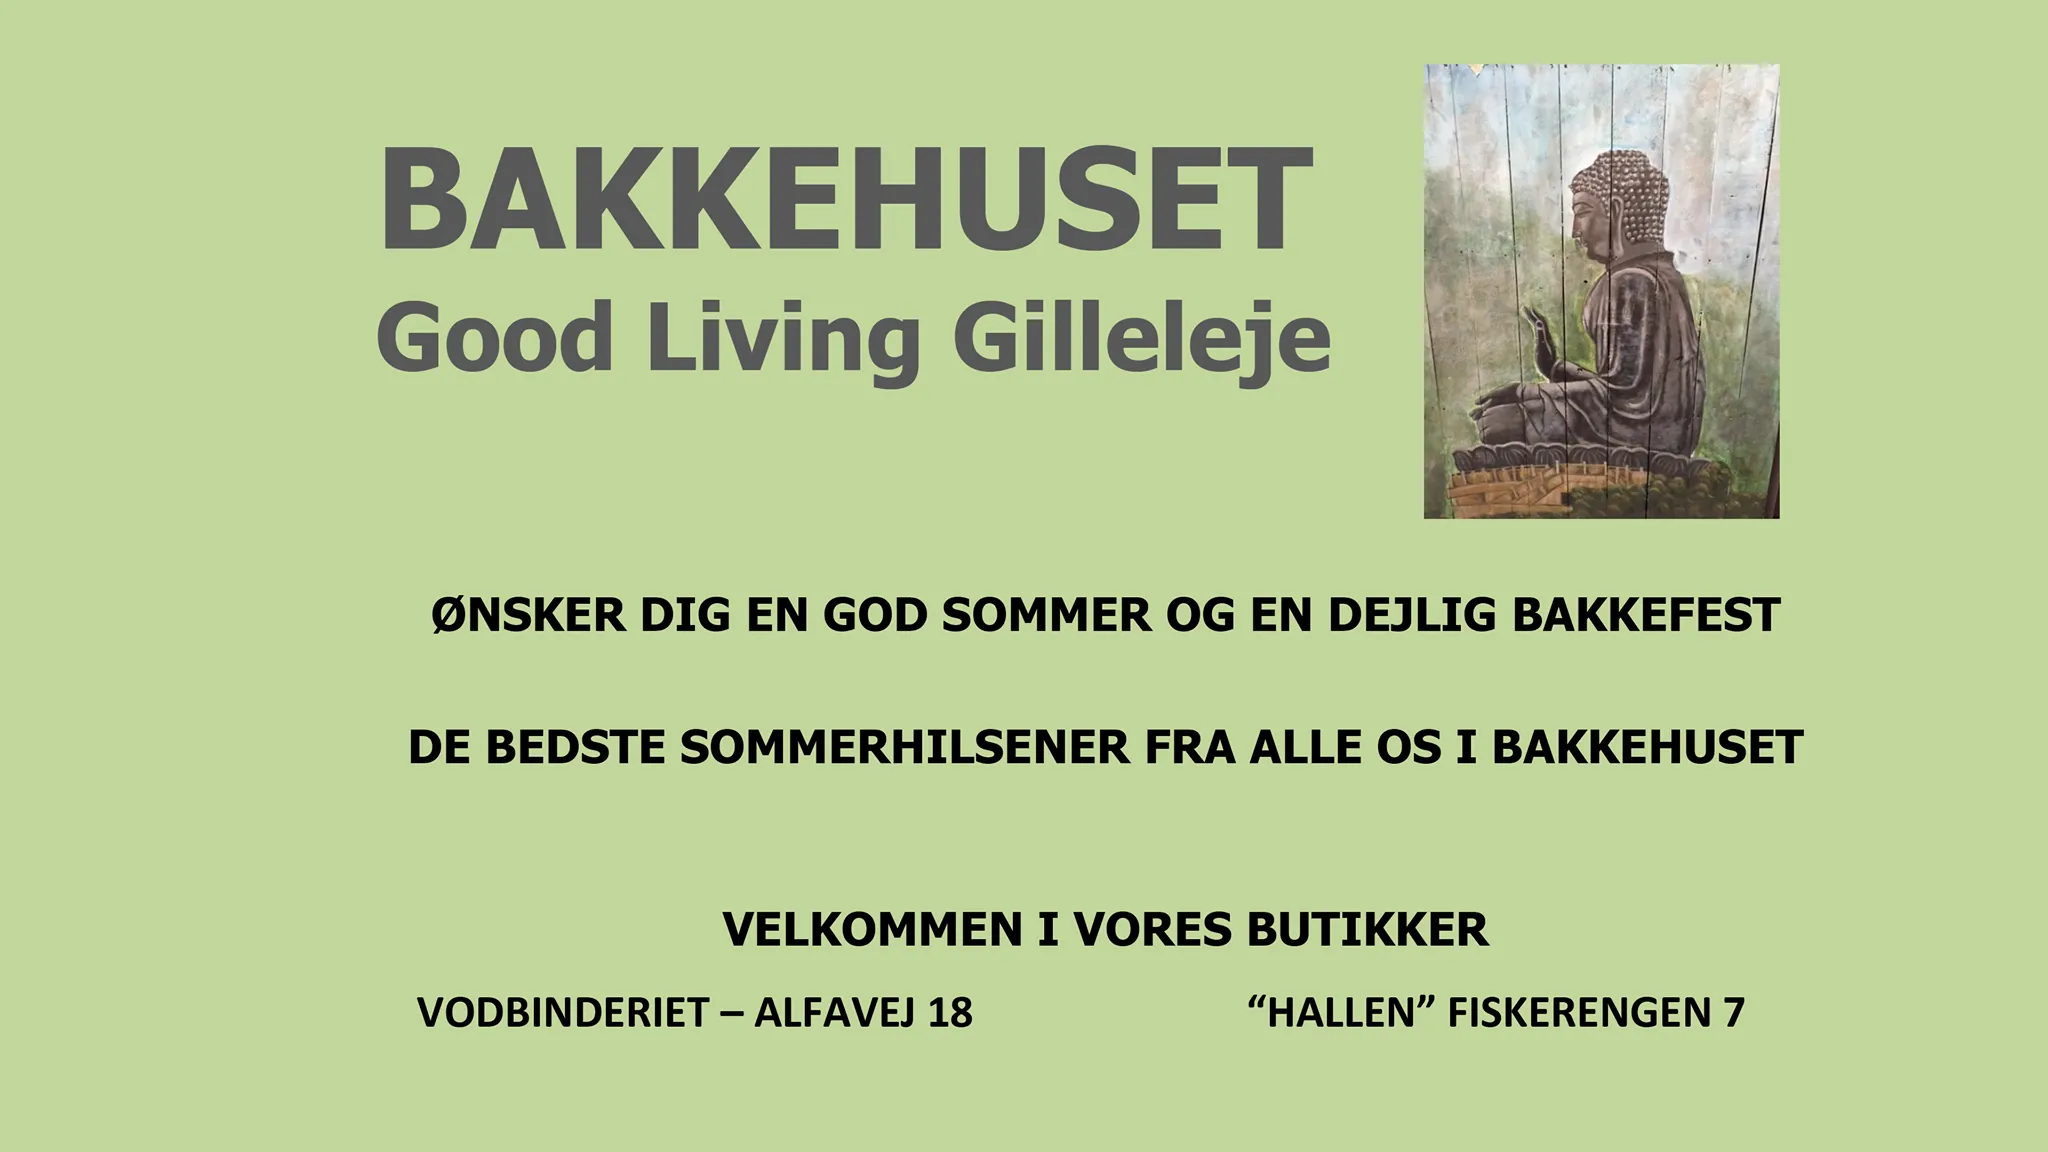 BAKKEHUSET
Good Living Gilleleje
ØNSKER DIG EN GOD SOMMER OG EN DEJLIG BAKKEFEST
DE BEDSTE SOMMERHILSENER FRA ALLE OS I BAKKEHUSET
VELKOMMEN I VORES BUTIKKER
VODBINDERIET – ALFAVEJ 18 “HALLEN” FISKERENGEN 7